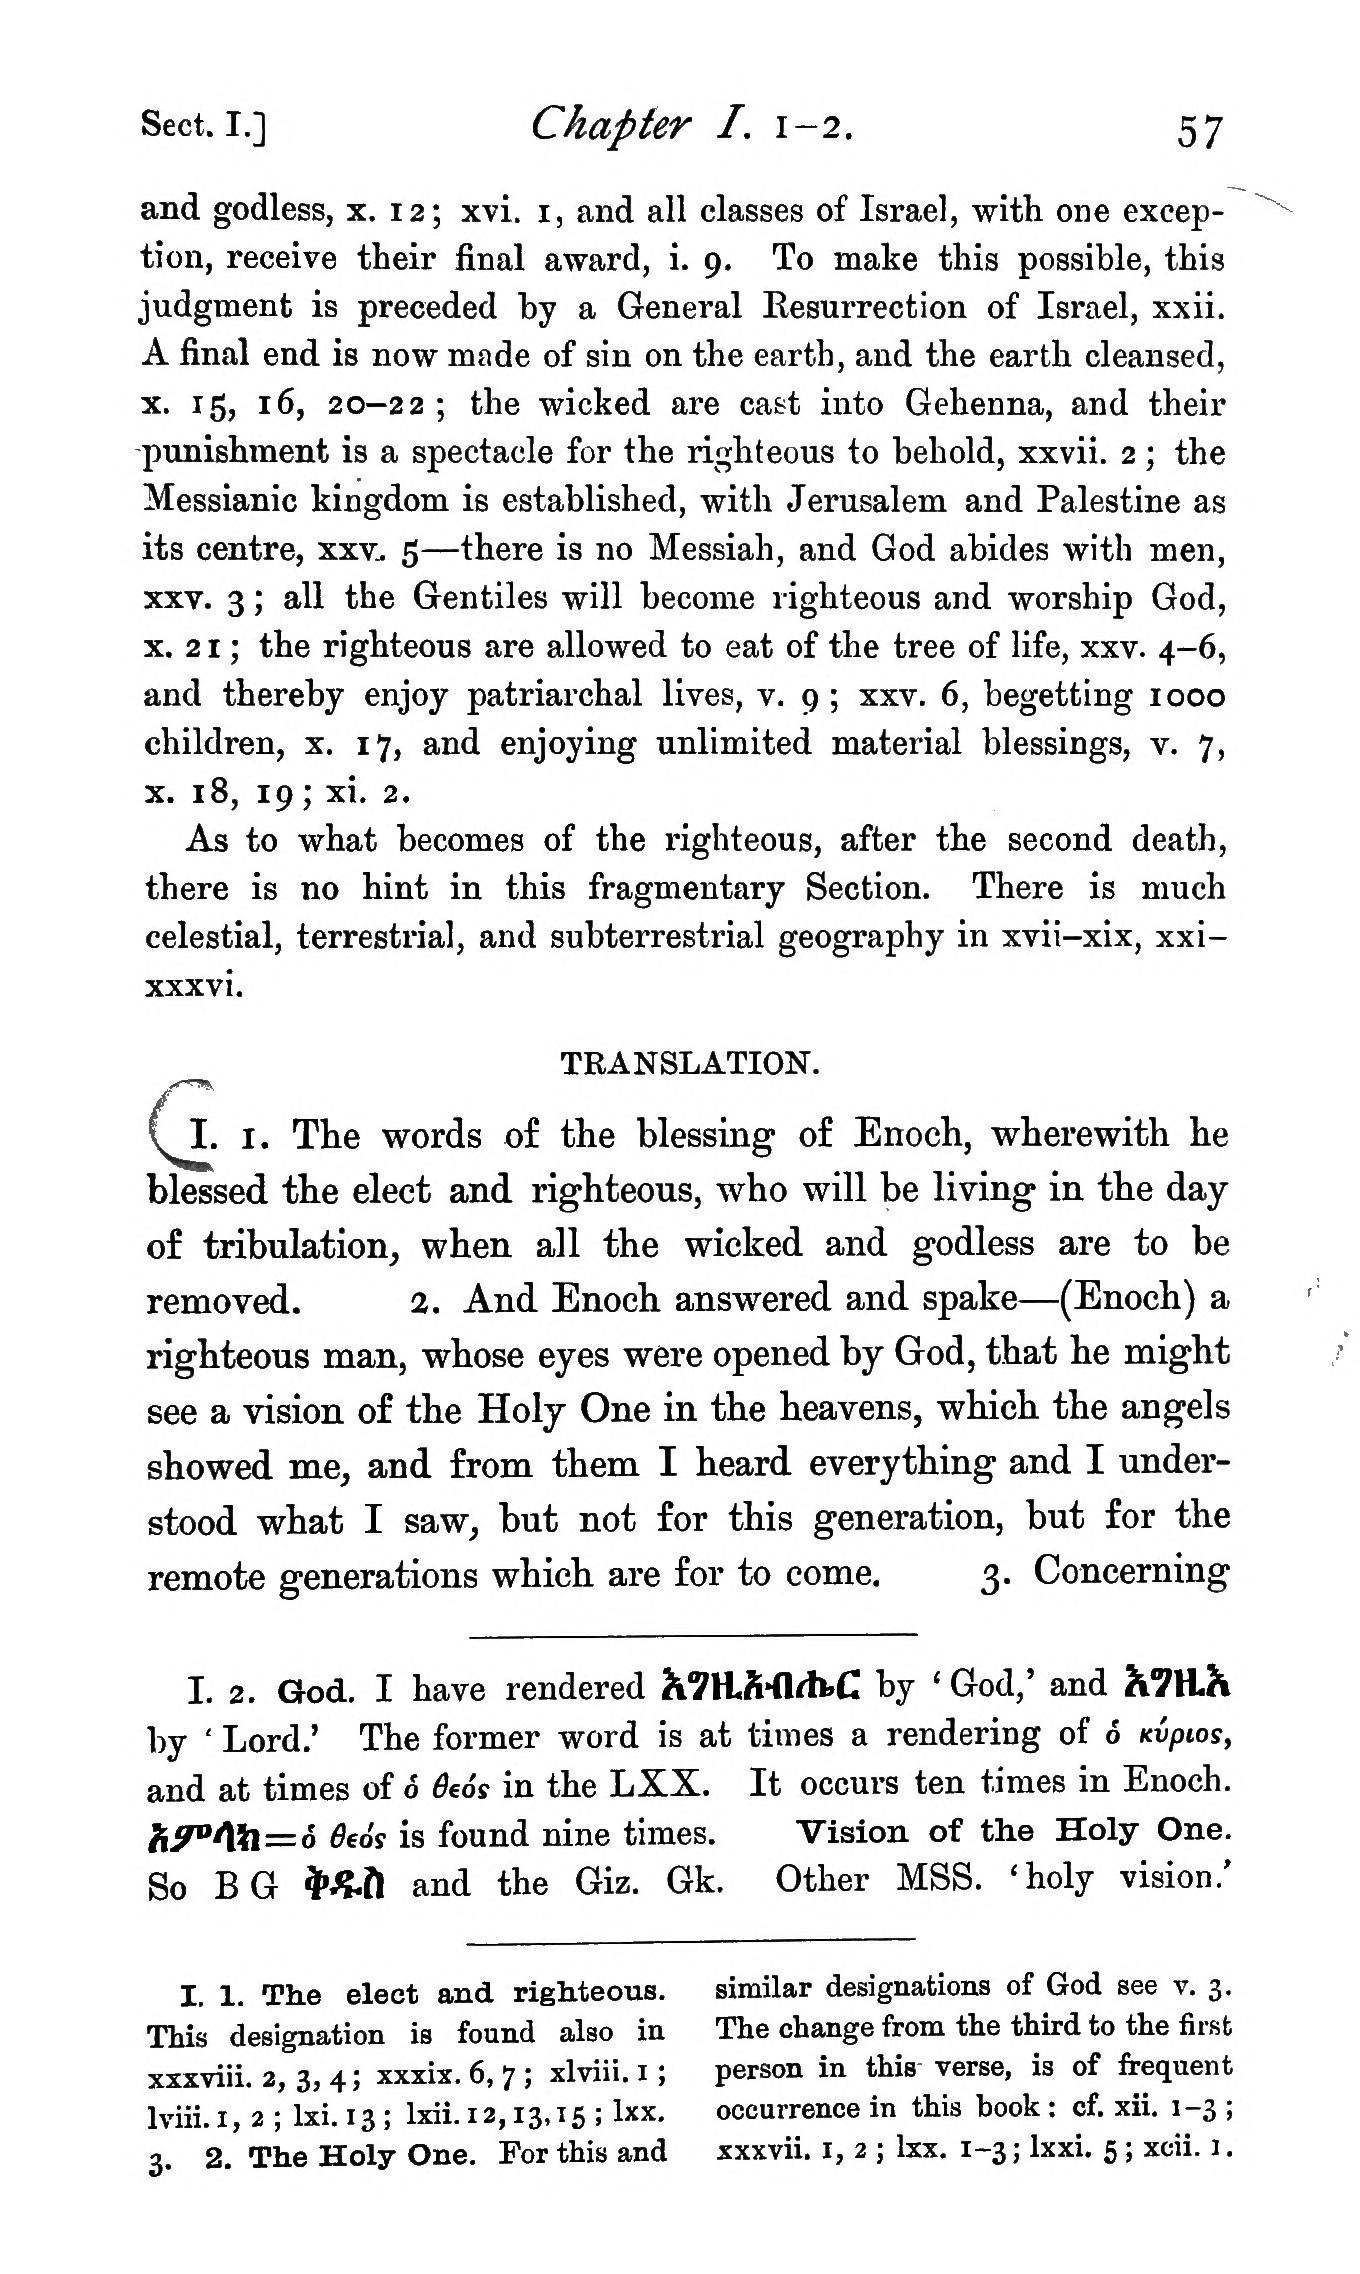 Sect. I.] Chapter I. 1–2. 57
and godless, x. 12; xvi. 1, and all classes of Israel, with one excep-
tion, receive their final award, i. 9. To make this possible, this
judgment is preceded by a General Resurrection of Israel, xxii.
A final end is now made of sin on the earth, and the earth cleansed,
x. 15, 16, 20–22; the wicked are cast into Gehenna, and their
punishment is a spectacle for the righteous to behold, xxvii. 2; the
Messianic kingdom is established, with Jerusalem and Palestine as
its centre, xxv. 5—there is no Messiah, and God abides with men,
xxv. 3; all the Gentiles will become righteous and worship God,
x. 21; the righteous are allowed to eat of the tree of life, xxv. 4–6,
and thereby enjoy patriarchal lives, v. 9; xxv. 6, begetting 1000
children, x. 17, and enjoying unlimited material blessings, v. 7,
x. 18, 19; xi. 2.
As to what becomes of the righteous, after the second death,
there is no hint in this fragmentary Section. There is much
celestial, terrestrial, and subterrestrial geography in xvii–xix, xxi–
xxxvi.
TRANSLATION.
I. 1. The words of the blessing of Enoch, wherewith he
blessed the elect and righteous, who will be living in the day
of tribulation, when all the wicked and godless are to be
removed. 2. And Enoch answered and spake—(Enoch) a
righteous man, whose eyes were opened by God, that he might
see a vision of the Holy One in the heavens, which the angels
showed me, and from them I heard everything and I under-
stood what I saw, but not for this generation, but for the
remote generations which are for to come. 3. Concerning
I. 2. God. I have rendered እግዚአብሔር by ‘God,’ and እግዚእ
by ‘Lord.’ The former word is at times a rendering of ὁ κύριος,
and at times of ὁ θεός in the LXX. It occurs ten times in Enoch.
አምላክ=ὁ θεός is found nine times. Vision of the Holy One.
So B G ቅዱስ and the Giz. Gk. Other MSS. ‘holy vision.’
I. 1. The elect and righteous.
This designation is found also in
xxxviii. 2, 3, 4; xxxix. 6, 7; xlviii. 1;
lviii. 1, 2; lxi. 13; lxii. 12, 13, 15; lxx.
3. 2. The Holy One. For this and
similar designations of God see v. 3.
The change from the third to the first
person in this verse, is of frequent
occurrence in this book: cf. xii. 1–3;
xxxvii. 1, 2; lxx. 1–3; lxxi. 5; xcii. 1.